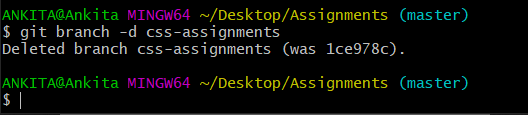 ANKITA@Ankita MINGW64 ~/Desktop/Assignments (master)
$ git branch -d css-assignments
Deleted branch css-assignments (was 1ce978c).
ANKITA@Ankita MINGW64 ~/Desktop/Assignments (master)
$